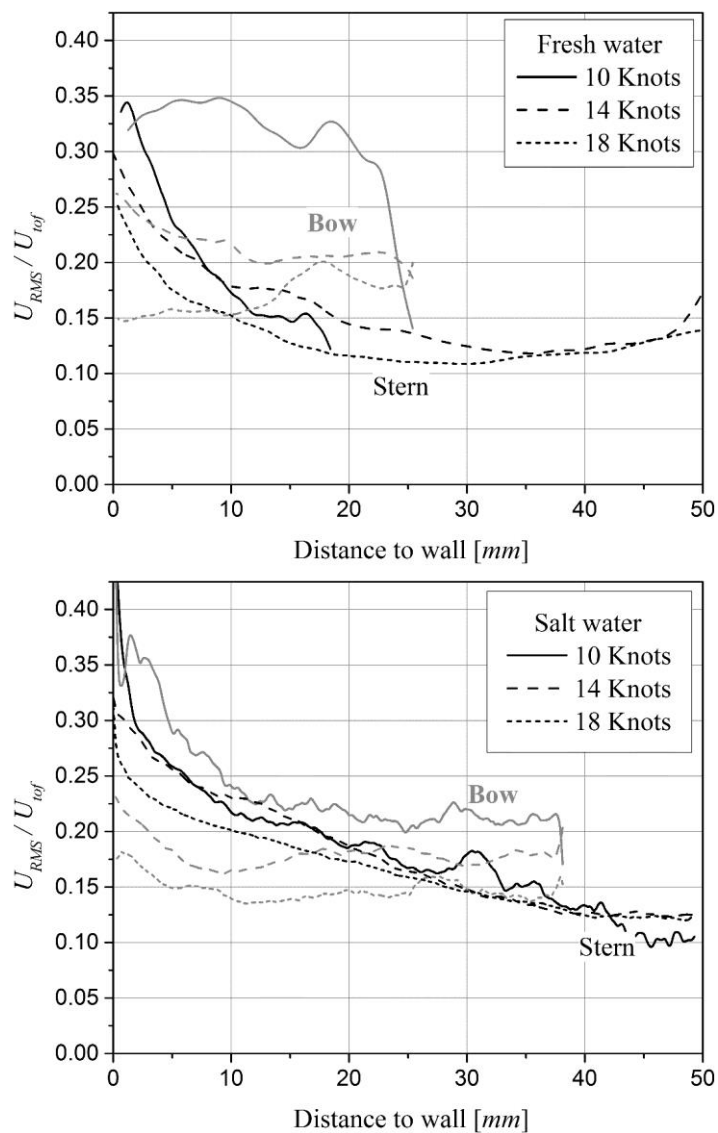 0.40
0.35
0.30
0.25
0.20
0.15
0.10
0.05
0.00
U_RMS / U_tof
Fresh water
10 Knots
14 Knots
18 Knots
Bow
Stern
0 10 20 30 40 50
Distance to wall [mm]
0.40
0.35
0.30
0.25
0.20
0.15
0.10
0.05
0.00
U_RMS / U_tof
Salt water
10 Knots
14 Knots
18 Knots
Bow
Stern
0 10 20 30 40 50
Distance to wall [mm]